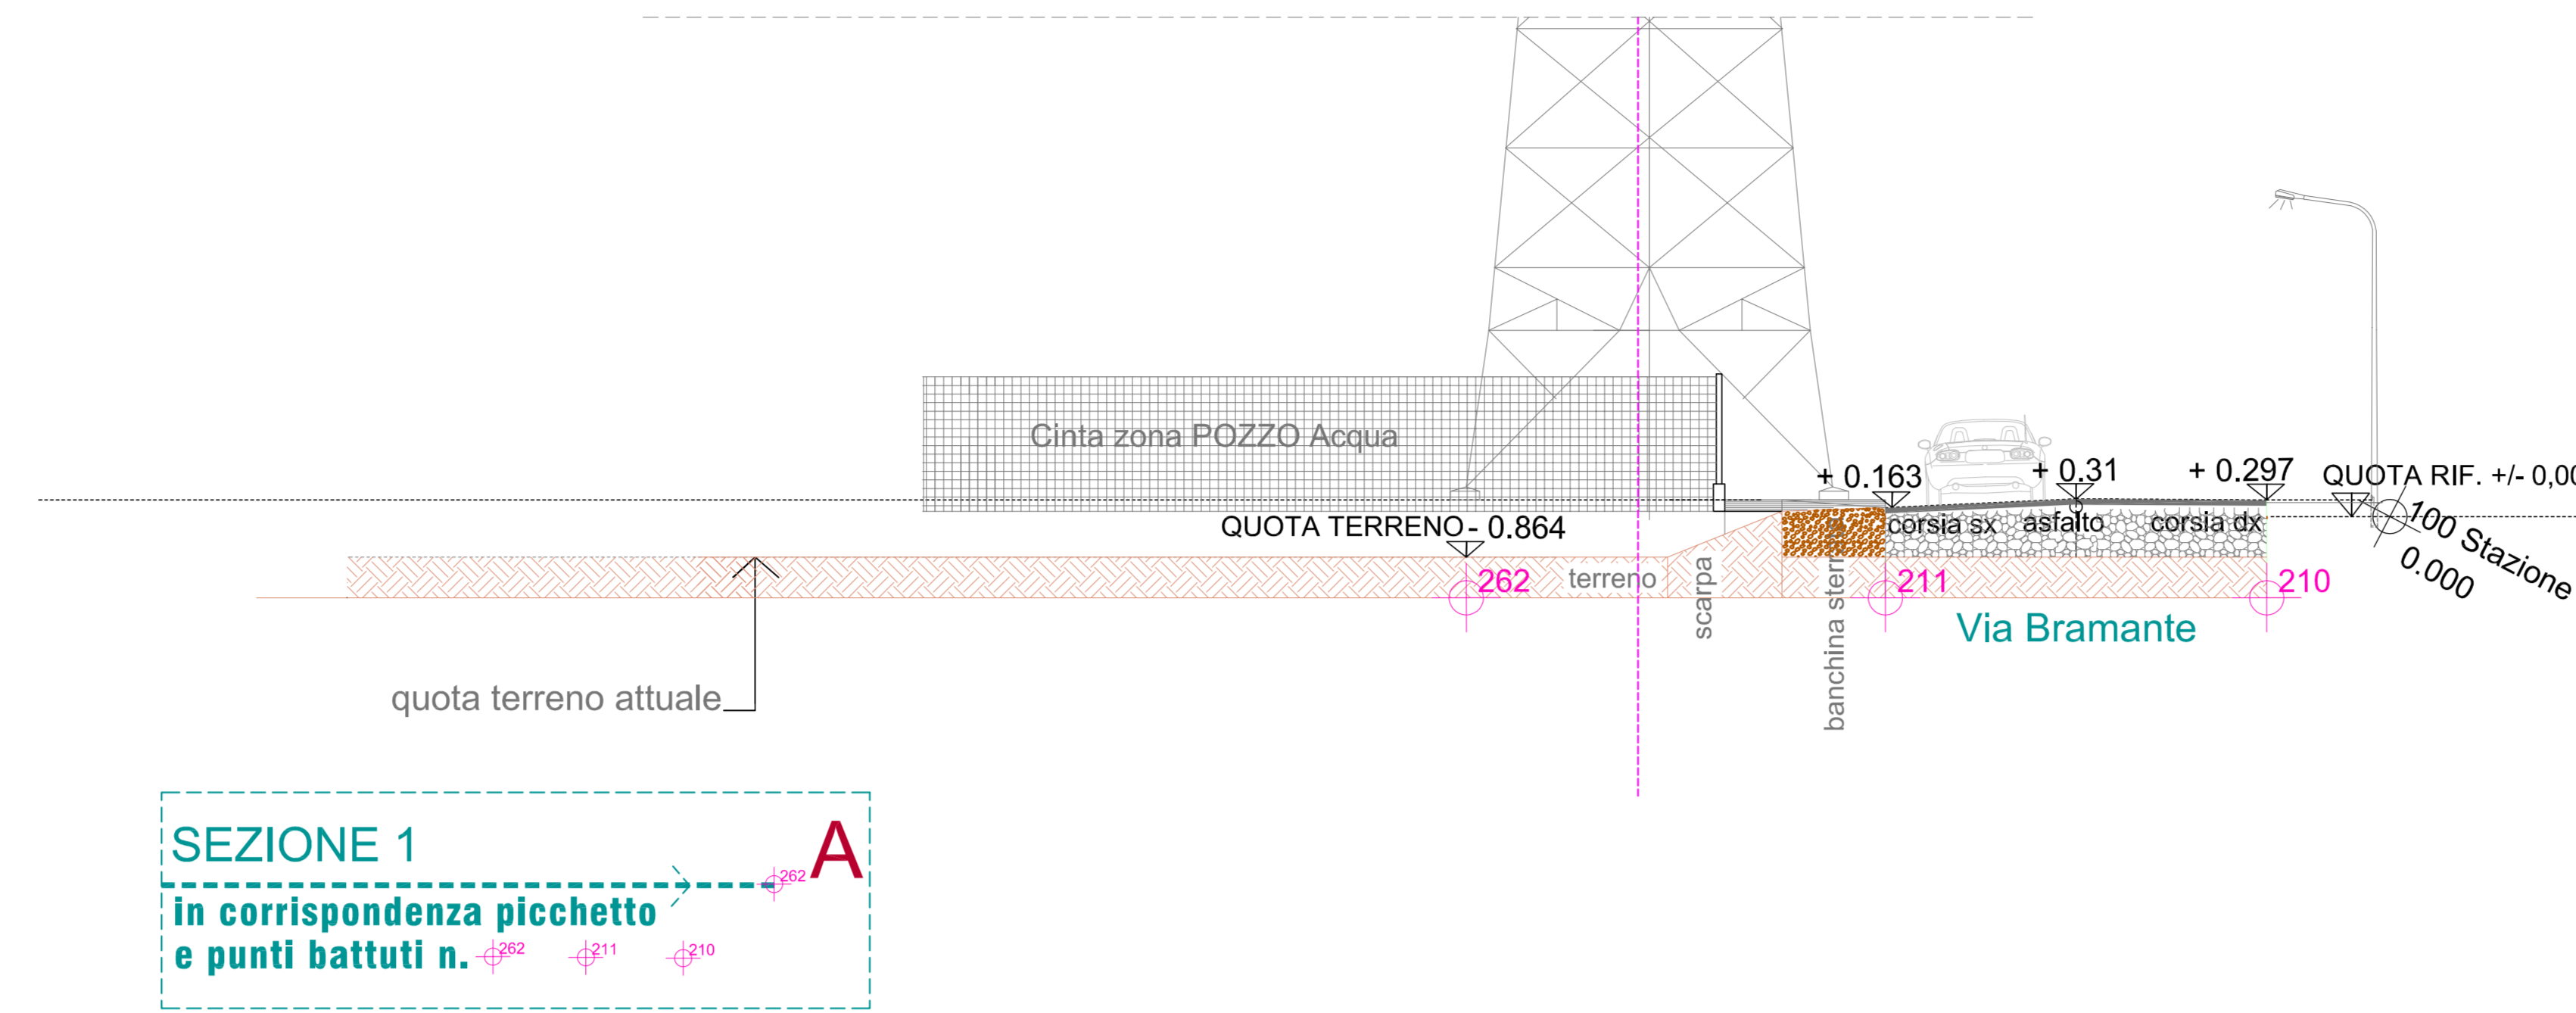 Cinta zona POZZO Acqua
+ 0.163
+ 0.31
+ 0.297
QUOTA RIF. +/- 0,00
QUOTA TERRENO - 0.864
corsia sx
asfalto
corsia dx
100 Stazione
0.000
262
terreno
scarpa
banchina
211
210
Via Bramante
quota terreno attuale
SEZIONE 1
A
262
in corrispondenza picchetto
e punti battuti n.
262
211
210